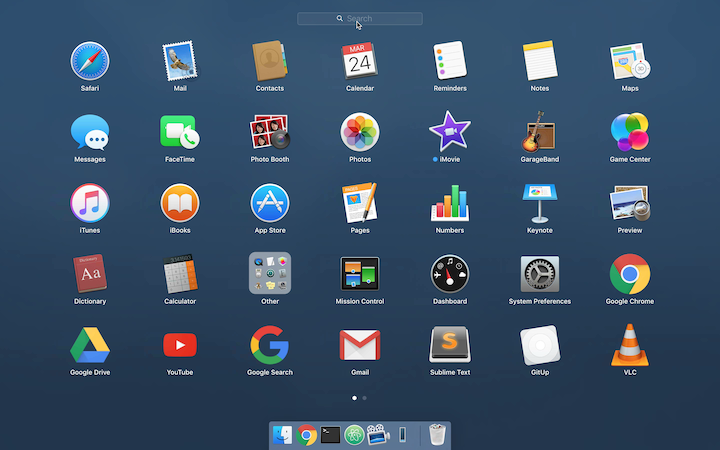 Search
Safari
Mail
Contacts
MAR
24
Calendar
Reminders
Notes
Maps
Messages
FaceTime
Photo Booth
Photos
iMovie
GarageBand
Game Center
iTunes
iBooks
App Store
Pages
Numbers
Keynote
Preview
Aa
Dictionary
Calculator
Other
Mission Control
Dashboard
System Preferences
Google Chrome
Google Drive
YouTube
Google Search
Gmail
S
Sublime Text
GitUp
VLC